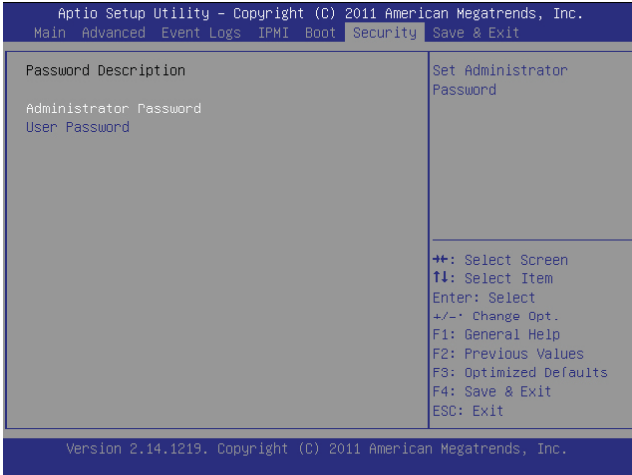 Aptio Setup Utility – Copyright (C) 2011 American Megatrends, Inc.
Main Advanced Event Logs IPMI Boot Security Save & Exit
Password Description
Administrator Password
User Password
Set Administrator
Password
→←: Select Screen
↑↓: Select Item
Enter: Select
+/-: Change Opt.
F1: General Help
F2: Previous Values
F3: Optimized Defaults
F4: Save & Exit
ESC: Exit
Version 2.14.1219. Copyright (C) 2011 American Megatrends, Inc.